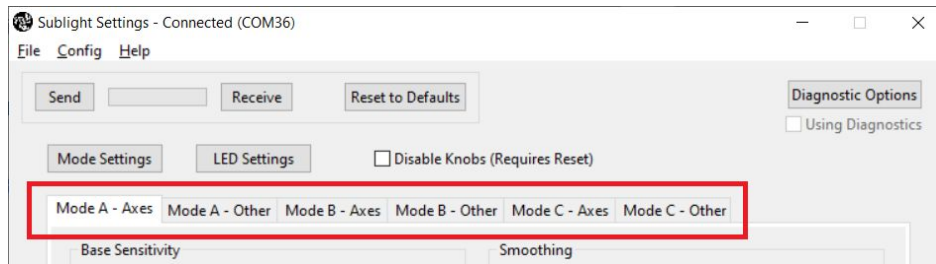 Sublight Settings - Connected (COM36)
File Config Help
Send Receive Reset to Defaults Diagnostic Options
Using Diagnostics
Mode Settings LED Settings Disable Knobs (Requires Reset)
Mode A - Axes Mode A - Other Mode B - Axes Mode B - Other Mode C - Axes Mode C - Other
Base Sensitivity Smoothing